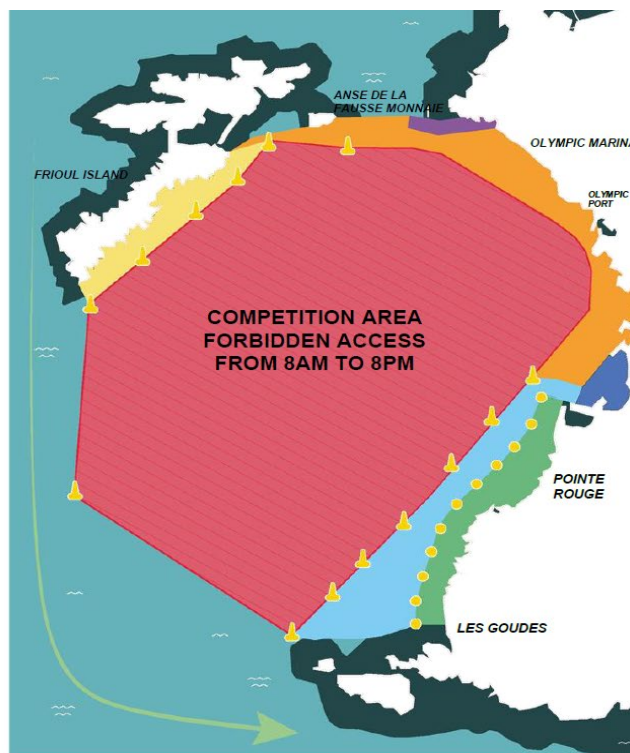 ANSE DE LA
FAUSSE MONNAIE
OLYMPIC MARINA
FRIOUL ISLAND
OLYMPIC
PORT
COMPETITION AREA
FORBIDDEN ACCESS
FROM 8AM TO 8PM
POINTE
ROUGE
LES GOUDES